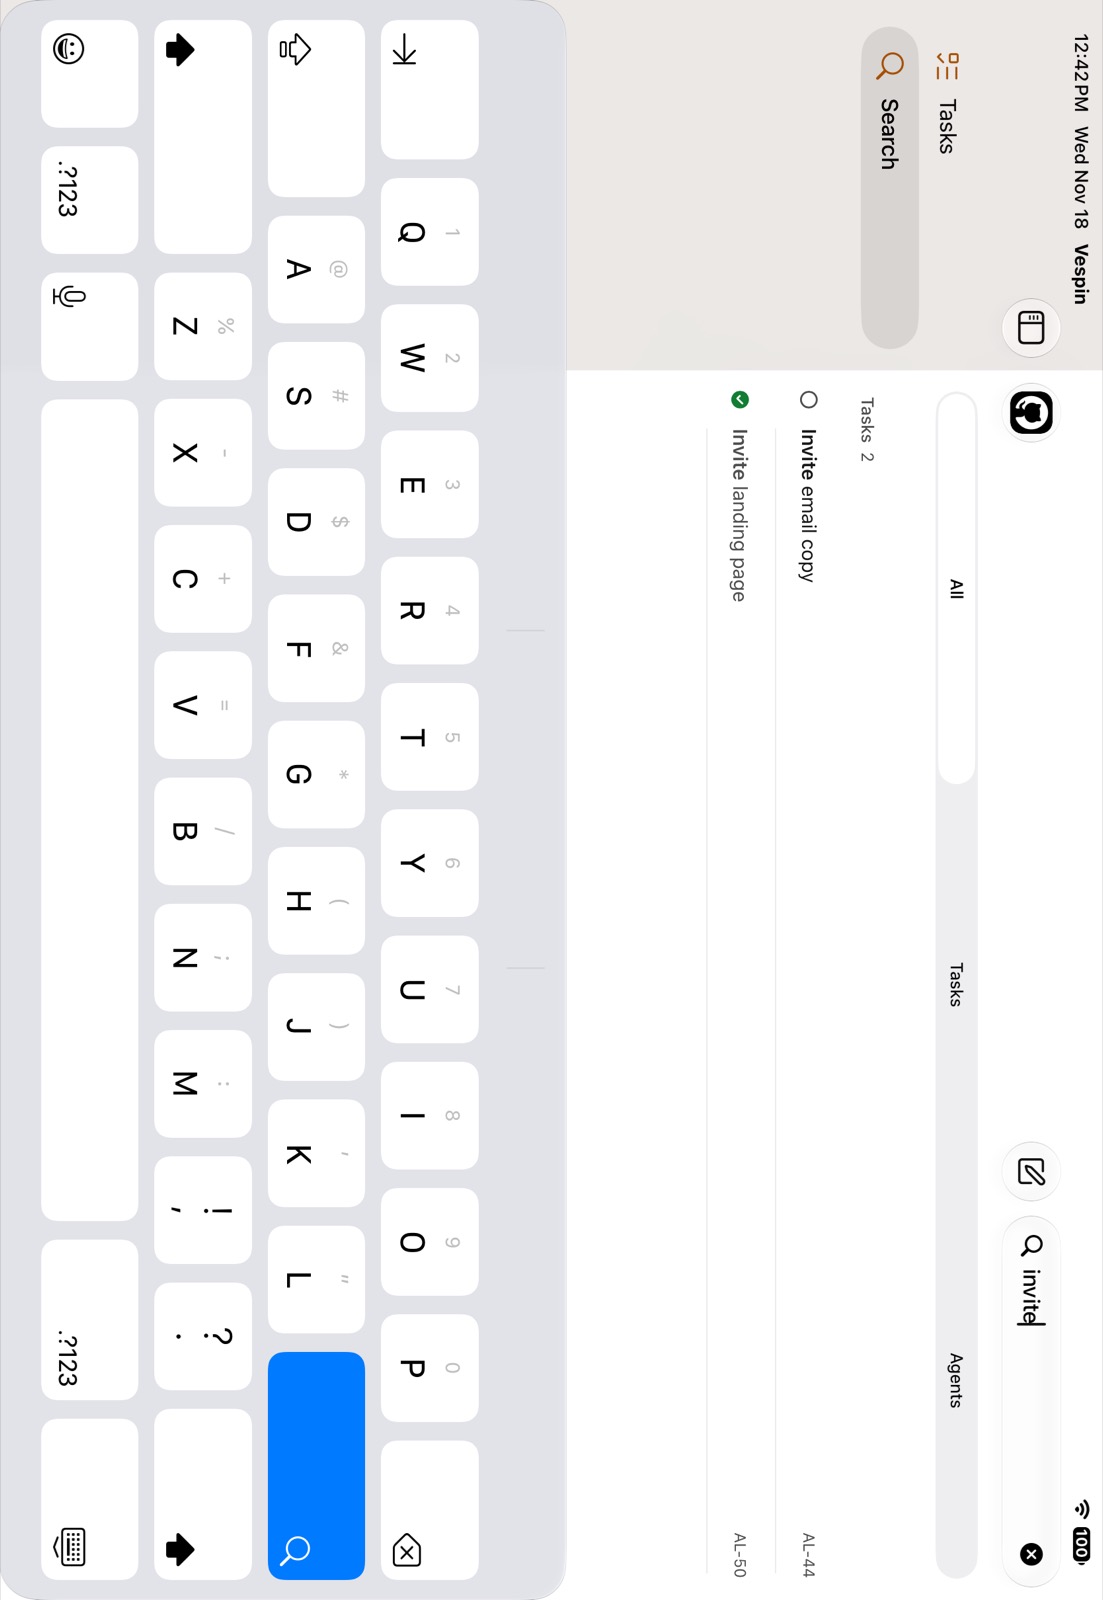 12:42 PM Wed Nov 18 Vespin
100
invite
All Tasks Agents
Tasks
Search
Tasks 2
Invite email copy AL-44
Invite landing page AL-50
1 2 3 4 5 6 7 8 9 0
Q W E R T Y U I O P
@ # $ & * ( ) ' "
A S D F G H J K L
% - + = / ; : ! ?
Z X C V B N M , .
.?123 .?123